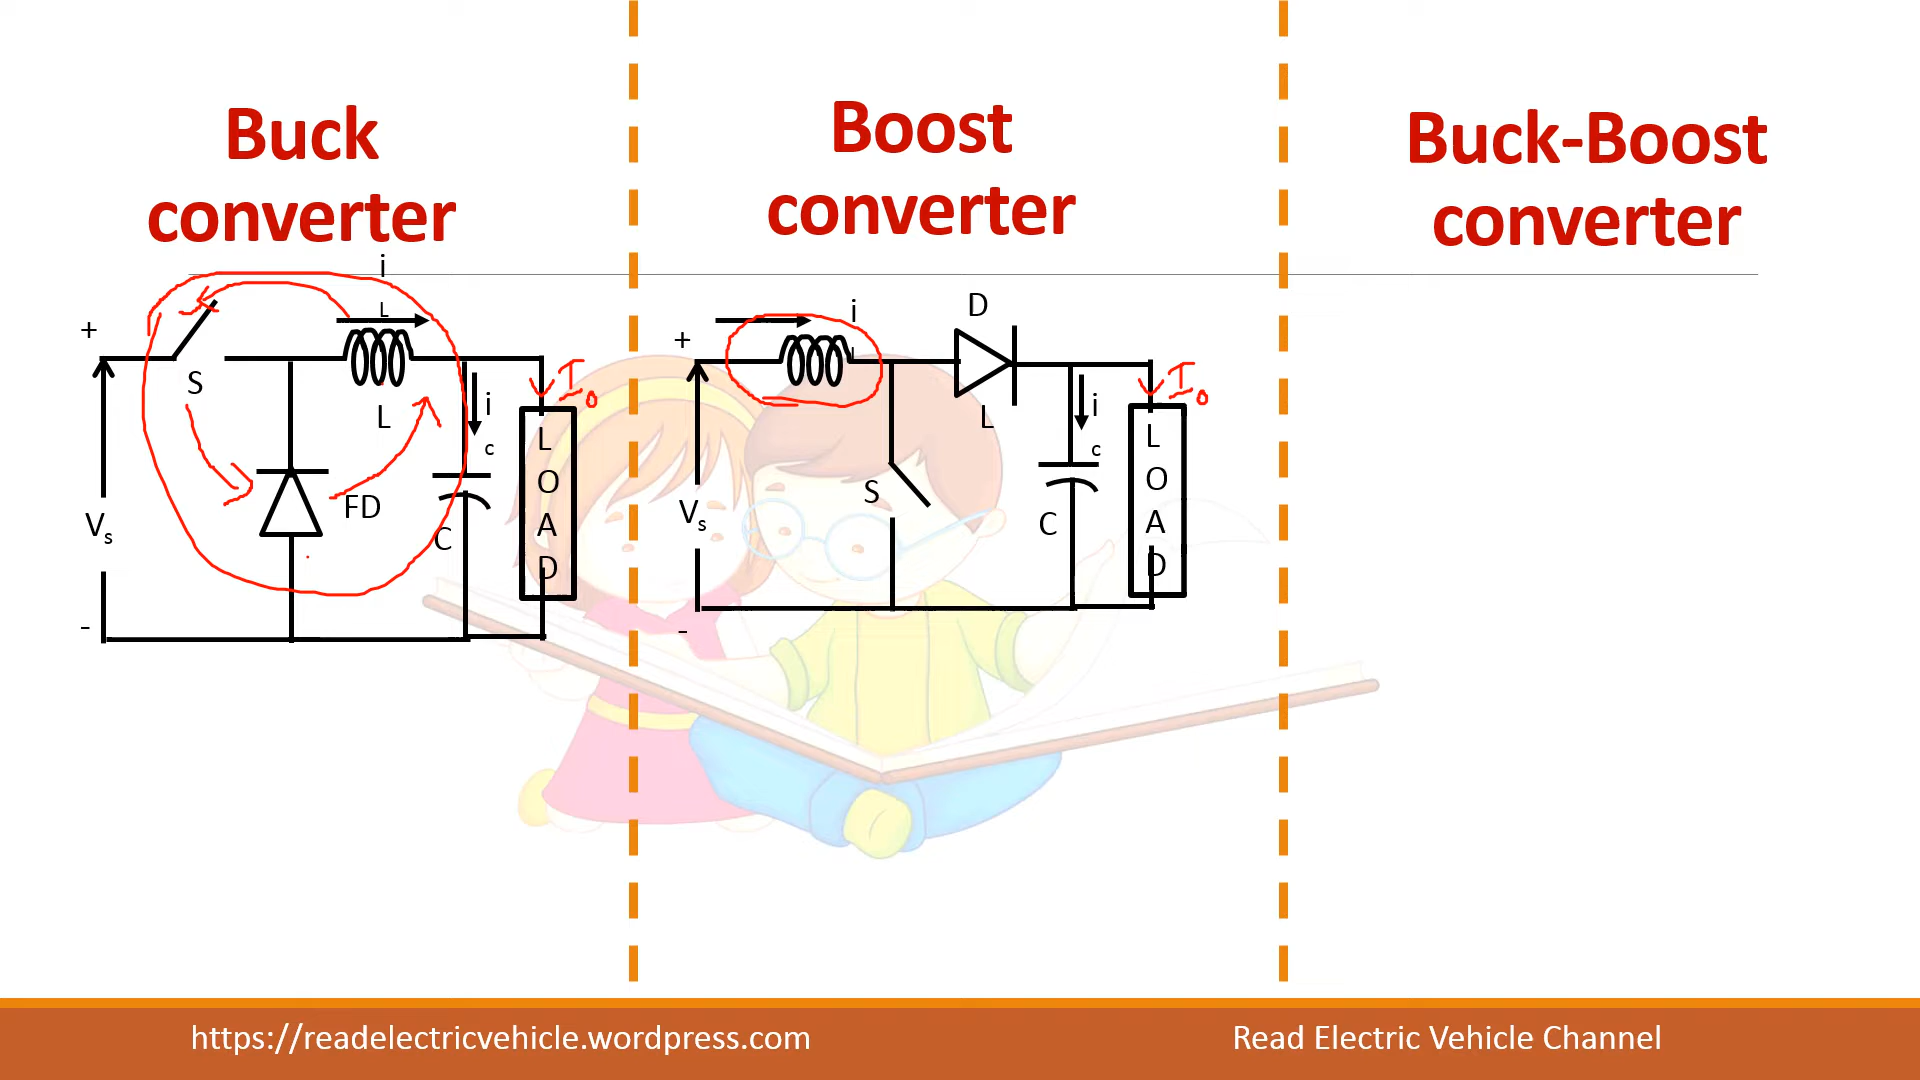 Buck
converter
Boost
converter
Buck-Boost
converter
i
L
+
S
L
i
c
I0
FD
C
Vs
-
L
O
A
D
i
L
+
D
L
S
i
c
I0
C
Vs
-
L
O
A
D
https://readelectricvehicle.wordpress.com
Read Electric Vehicle Channel